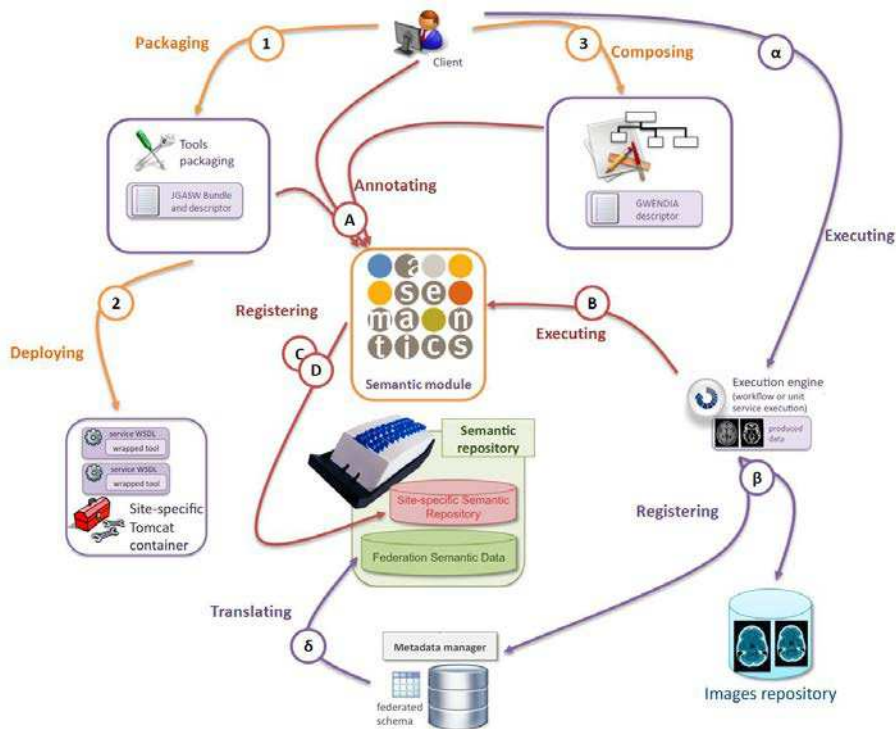 Packaging
1
Client
3
Composing
α
Tools
packaging
JGASW Bundle
and descriptor
Annotating
A
GWENDIA
descriptor
Executing
2
Deploying
Registering
C
D
a
se
man
tics
Semantic module
B
Executing
Execution engine
(workflow or unit
service execution)
produced
data
service WSDL
wrapped tool
service WSDL
wrapped tool
Site-specific
Tomcat
container
Semantic
repository
Site-specific Semantic
Repository
Federation Semantic Data
β
Registering
Translating
δ
Metadata manager
federated
schema
Images repository